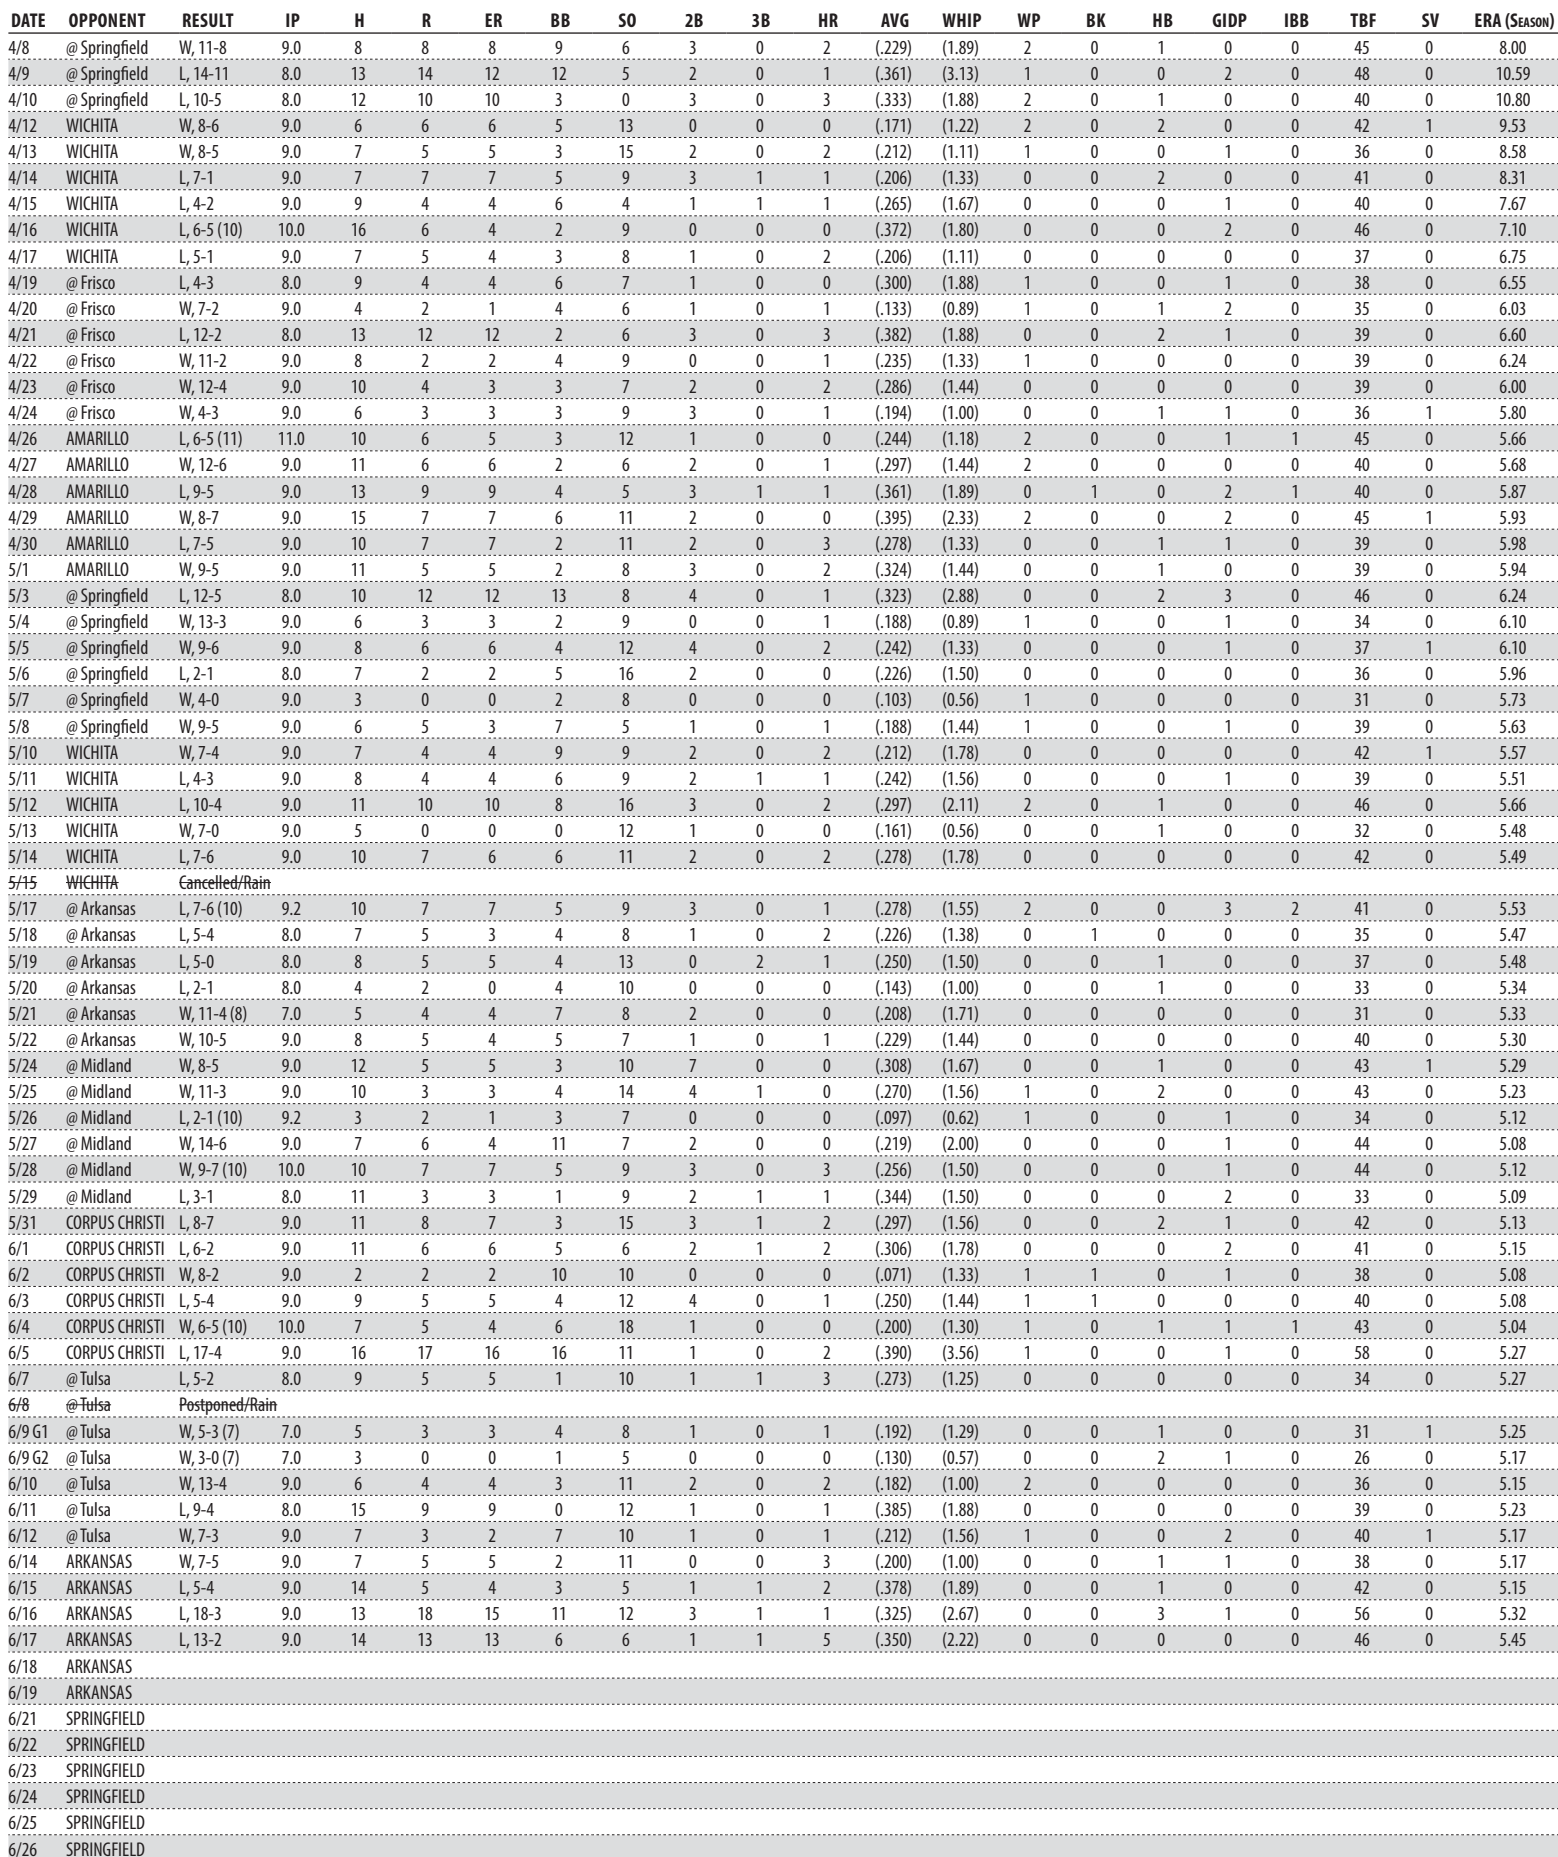 DATE OPPONENT RESULT IP H R ER BB SO 2B 3B HR AVG WHIP WP BK HB GIDP IBB TBF SV ERA (SEASON)
4/8 @ Springfield W, 11-8 9.0 8 8 8 9 6 3 0 2 (.229) (1.89) 2 0 1 0 0 45 0 8.00
4/9 @ Springfield L, 14-11 8.0 13 14 12 12 5 2 0 1 (.361) (3.13) 1 0 0 2 0 48 0 10.59
4/10 @ Springfield L, 10-5 8.0 12 10 10 3 0 3 0 3 (.333) (1.88) 2 0 1 0 0 40 0 10.80
4/12 WICHITA W, 8-6 9.0 6 6 6 5 13 0 0 0 (.171) (1.22) 2 0 2 0 0 42 1 9.53
4/13 WICHITA W, 8-5 9.0 7 5 5 3 15 2 0 2 (.212) (1.11) 1 0 0 1 0 36 0 8.58
4/14 WICHITA L, 7-1 9.0 7 7 7 5 9 3 1 1 (.206) (1.33) 0 0 2 0 0 41 0 8.31
4/15 WICHITA L, 4-2 9.0 9 4 4 6 4 1 1 1 (.265) (1.67) 0 0 0 1 0 40 0 7.67
4/16 WICHITA L, 6-5 (10) 10.0 16 6 4 2 9 0 0 0 (.372) (1.80) 0 0 0 2 0 46 0 7.10
4/17 WICHITA L, 5-1 9.0 7 5 4 3 8 1 0 2 (.206) (1.11) 0 0 0 0 0 37 0 6.75
4/19 @ Frisco L, 4-3 8.0 9 4 4 6 7 1 0 0 (.300) (1.88) 1 0 0 1 0 38 0 6.55
4/20 @ Frisco W, 7-2 9.0 4 2 1 4 6 1 0 1 (.133) (0.89) 1 0 1 2 0 35 0 6.03
4/21 @ Frisco L, 12-2 8.0 13 12 12 2 6 3 0 3 (.382) (1.88) 0 0 2 1 0 39 0 6.60
4/22 @ Frisco W, 11-2 9.0 8 2 2 4 9 0 0 1 (.235) (1.33) 1 0 0 0 0 39 0 6.24
4/23 @ Frisco W, 12-4 9.0 10 4 3 3 7 2 0 2 (.286) (1.44) 0 0 0 0 0 39 0 6.00
4/24 @ Frisco W, 4-3 9.0 6 3 3 3 9 3 0 1 (.194) (1.00) 0 0 1 1 0 36 1 5.80
4/26 AMARILLO L, 6-5 (11) 11.0 10 6 5 3 12 1 0 0 (.244) (1.18) 2 0 0 1 1 45 0 5.66
4/27 AMARILLO W, 12-6 9.0 11 6 6 2 6 2 0 1 (.297) (1.44) 2 0 0 0 0 40 0 5.68
4/28 AMARILLO L, 9-5 9.0 13 9 9 4 5 3 1 1 (.361) (1.89) 0 1 0 2 1 40 0 5.87
4/29 AMARILLO W, 8-7 9.0 15 7 7 6 11 2 0 0 (.395) (2.33) 2 0 0 2 0 45 1 5.93
4/30 AMARILLO L, 7-5 9.0 10 7 7 2 11 2 0 3 (.278) (1.33) 0 0 1 1 0 39 0 5.98
5/1 AMARILLO W, 9-5 9.0 11 5 5 2 8 3 0 2 (.324) (1.44) 0 0 1 0 0 39 0 5.94
5/3 @ Springfield L, 12-5 8.0 10 12 12 13 8 4 0 1 (.323) (2.88) 0 0 2 3 0 46 0 6.24
5/4 @ Springfield W, 13-3 9.0 6 3 3 2 9 0 0 1 (.188) (0.89) 1 0 0 1 0 34 0 6.10
5/5 @ Springfield W, 9-6 9.0 8 6 6 4 12 4 0 2 (.242) (1.33) 0 0 0 1 0 37 1 6.10
5/6 @ Springfield L, 2-1 8.0 7 2 2 5 16 2 0 0 (.226) (1.50) 0 0 0 0 0 36 0 5.96
5/7 @ Springfield W, 4-0 9.0 3 0 0 2 8 0 0 0 (.103) (0.56) 1 0 0 0 0 31 0 5.73
5/8 @ Springfield W, 9-5 9.0 6 5 3 7 5 1 0 1 (.188) (1.44) 1 0 0 1 0 39 0 5.63
5/10 WICHITA W, 7-4 9.0 7 4 4 9 9 2 0 2 (.212) (1.78) 0 0 0 0 0 42 1 5.57
5/11 WICHITA L, 4-3 9.0 8 4 4 6 9 2 1 1 (.242) (1.56) 0 0 0 1 0 39 0 5.51
5/12 WICHITA L, 10-4 9.0 11 10 10 8 16 3 0 2 (.297) (2.11) 2 0 1 0 0 46 0 5.66
5/13 WICHITA W, 7-0 9.0 5 0 0 0 12 1 0 0 (.161) (0.56) 0 0 1 0 0 32 0 5.48
5/14 WICHITA L, 7-6 9.0 10 7 6 6 11 2 0 2 (.278) (1.78) 0 0 0 0 0 42 0 5.49
5/15 WICHITA Cancelled/Rain
5/17 @ Arkansas L, 7-6 (10) 9.2 10 7 7 5 9 3 0 1 (.278) (1.55) 2 0 0 3 2 41 0 5.53
5/18 @ Arkansas L, 5-4 8.0 7 5 3 4 8 1 0 2 (.226) (1.38) 0 1 0 0 0 35 0 5.47
5/19 @ Arkansas L, 5-0 8.0 8 5 5 4 13 0 2 1 (.250) (1.50) 0 0 1 0 0 37 0 5.48
5/20 @ Arkansas L, 2-1 8.0 4 2 0 4 10 0 0 0 (.143) (1.00) 0 0 1 0 0 33 0 5.34
5/21 @ Arkansas W, 11-4 (8) 7.0 5 4 4 7 8 2 0 0 (.208) (1.71) 0 0 0 0 0 31 0 5.33
5/22 @ Arkansas W, 10-5 9.0 8 5 4 5 7 1 0 1 (.229) (1.44) 0 0 0 0 0 40 0 5.30
5/24 @ Midland W, 8-5 9.0 12 5 5 3 10 7 0 0 (.308) (1.67) 0 0 1 0 0 43 1 5.29
5/25 @ Midland W, 11-3 9.0 10 3 3 4 14 4 1 0 (.270) (1.56) 1 0 2 0 0 43 0 5.23
5/26 @ Midland L, 2-1 (10) 9.2 3 2 1 3 7 0 0 0 (.097) (0.62) 1 0 0 1 0 34 0 5.12
5/27 @ Midland W, 14-6 9.0 7 6 4 11 7 2 0 0 (.219) (2.00) 0 0 0 1 0 44 0 5.08
5/28 @ Midland W, 9-7 (10) 10.0 10 7 7 5 9 3 0 3 (.256) (1.50) 0 0 0 1 0 44 0 5.12
5/29 @ Midland L, 3-1 8.0 11 3 3 1 9 2 1 1 (.344) (1.50) 0 0 0 2 0 33 0 5.09
5/31 CORPUS CHRISTI L, 8-7 9.0 11 8 7 3 15 3 1 2 (.297) (1.56) 0 0 2 1 0 42 0 5.13
6/1 CORPUS CHRISTI L, 6-2 9.0 11 6 6 5 6 2 1 2 (.306) (1.78) 0 0 0 2 0 41 0 5.15
6/2 CORPUS CHRISTI W, 8-2 9.0 2 2 2 10 10 0 0 0 (.071) (1.33) 1 1 0 1 0 38 0 5.08
6/3 CORPUS CHRISTI L, 5-4 9.0 9 5 5 4 12 4 0 1 (.250) (1.44) 1 1 0 0 0 40 0 5.08
6/4 CORPUS CHRISTI W, 6-5 (10) 10.0 7 5 4 6 18 1 0 0 (.200) (1.30) 1 0 1 1 1 43 0 5.04
6/5 CORPUS CHRISTI L, 17-4 9.0 16 17 16 16 11 1 0 2 (.390) (3.56) 1 0 0 1 0 58 0 5.27
6/7 @ Tulsa L, 5-2 8.0 9 5 5 1 10 1 1 3 (.273) (1.25) 0 0 0 0 0 34 0 5.27
6/8 @ Tulsa Postponed/Rain
6/9 G1 @ Tulsa W, 5-3 (7) 7.0 5 3 3 4 8 1 0 1 (.192) (1.29) 0 0 1 0 0 31 1 5.25
6/9 G2 @ Tulsa W, 3-0 (7) 7.0 3 0 0 1 5 0 0 0 (.130) (0.57) 0 0 2 1 0 26 0 5.17
6/10 @ Tulsa W, 13-4 9.0 6 4 4 3 11 2 0 2 (.182) (1.00) 2 0 0 0 0 36 0 5.15
6/11 @ Tulsa L, 9-4 8.0 15 9 9 0 12 1 0 1 (.385) (1.88) 0 0 0 0 0 39 0 5.23
6/12 @ Tulsa W, 7-3 9.0 7 3 2 7 10 1 0 1 (.212) (1.56) 1 0 0 2 0 40 1 5.17
6/14 ARKANSAS W, 7-5 9.0 7 5 5 2 11 0 0 3 (.200) (1.00) 0 0 1 1 0 38 0 5.17
6/15 ARKANSAS L, 5-4 9.0 14 5 4 3 5 1 1 2 (.378) (1.89) 0 0 1 0 0 42 0 5.15
6/16 ARKANSAS L, 18-3 9.0 13 18 15 11 12 3 1 1 (.325) (2.67) 0 0 3 1 0 56 0 5.32
6/17 ARKANSAS L, 13-2 9.0 14 13 13 6 6 1 1 5 (.350) (2.22) 0 0 0 0 0 46 0 5.45
6/18 ARKANSAS
6/19 ARKANSAS
6/21 SPRINGFIELD
6/22 SPRINGFIELD
6/23 SPRINGFIELD
6/24 SPRINGFIELD
6/25 SPRINGFIELD
6/26 SPRINGFIELD